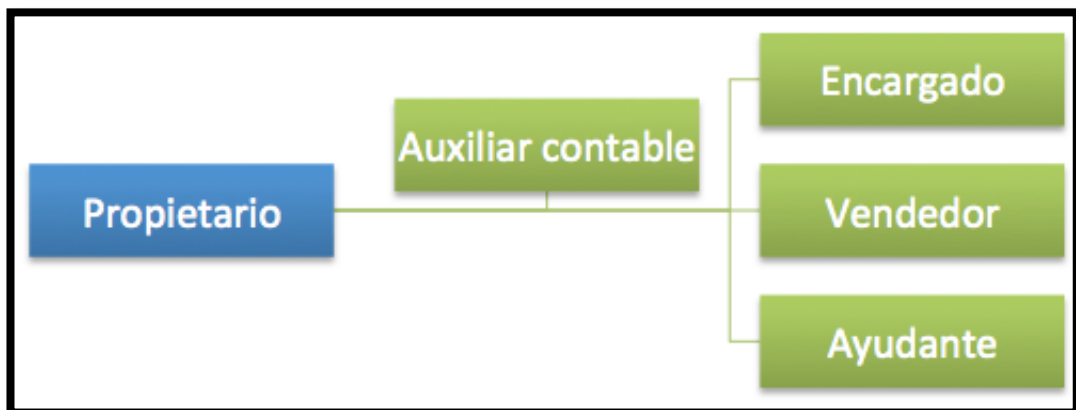 Propietario
Auxiliar contable
Encargado
Vendedor
Ayudante